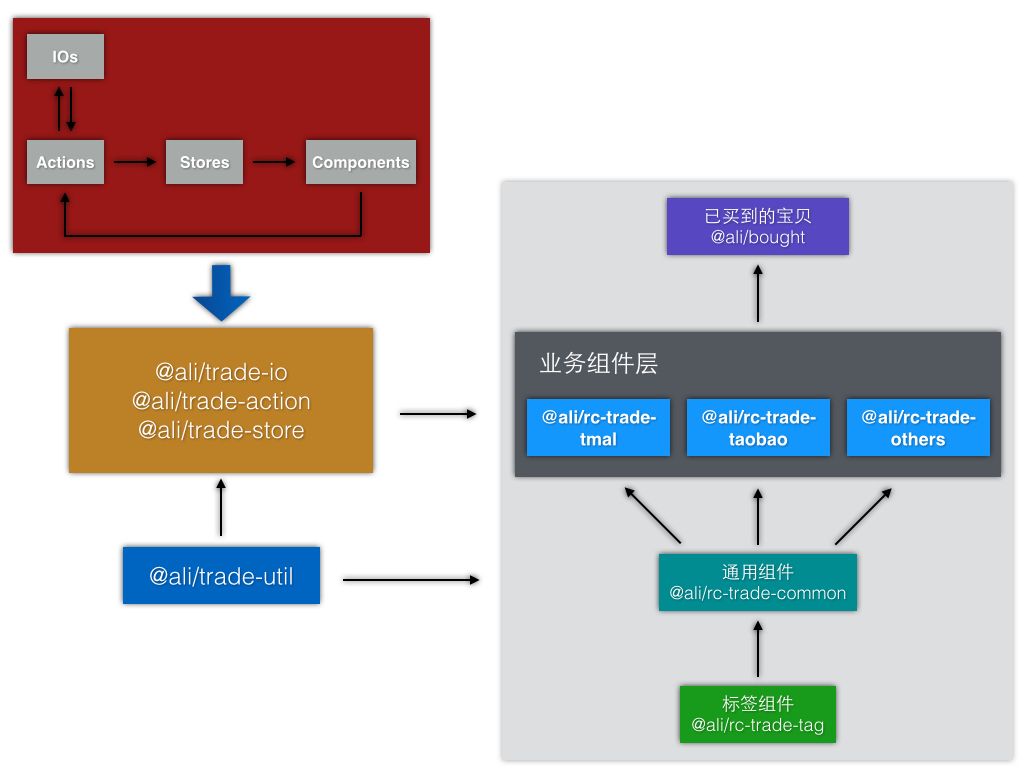 IOs
Actions
Stores
Components
@ali/trade-io
@ali/trade-action
@ali/trade-store
@ali/trade-util
已买到的宝贝
@ali/bought
业务组件层
@ali/rc-trade-
tmal
@ali/rc-trade-
taobao
@ali/rc-trade-
others
通用组件
@ali/rc-trade-common
标签组件
@ali/rc-trade-tag